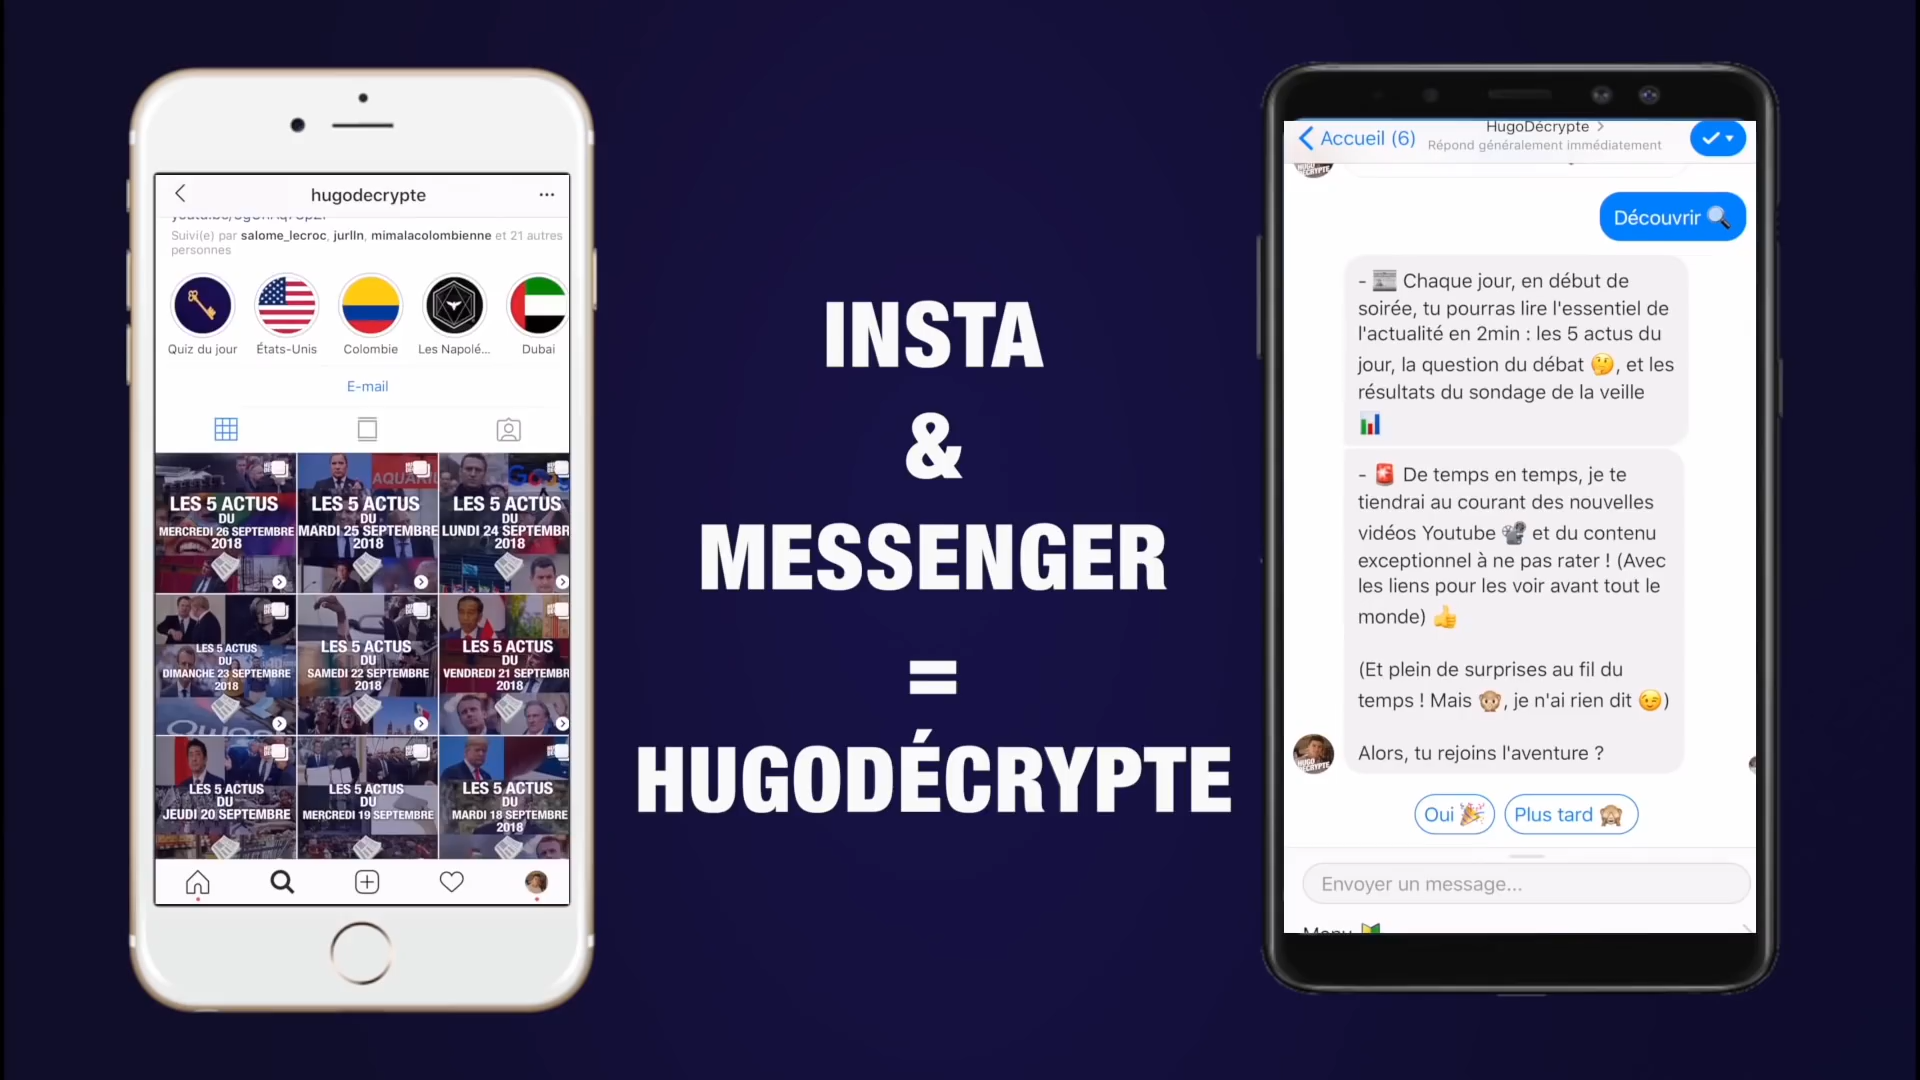 hugodecrypte
Suivi(e) par salome_lecroc, jurlln, mimalacolombienne et 21 autres
personnes
Quiz du jour
États-Unis
Colombie
Les Napolé...
Dubai
E-mail
LES 5 ACTUS
DU
MERCREDI 26 SEPTEMBRE
2018
AQUARIU
LES 5 ACTUS
DU
MARDI 25 SEPTEMBRE
2018
LES 5 ACTUS
DU
LUNDI 24 SEPTEMBR
2018
LES 5 ACTUS
DU
DIMANCHE 23 SEPTEMBRE
2018
LES 5 ACTUS
DU
SAMEDI 22 SEPTEMBRE
2018
LES 5 ACTUS
DU
VENDREDI 21 SEPTEMBR
2018
LES 5 ACTUS
DU
JEUDI 20 SEPTEMBRE
LES 5 ACTUS
DU
MERCREDI 19 SEPTEMBRE
LES 5 ACTUS
DU
MARDI 18 SEPTEMBRE
2018
INSTA
&
MESSENGER
=
HUGODÉCRYPTE
Accueil (6)
HugoDécrypte
Répond généralement immédiatement
Découvrir 🔍
- 📰 Chaque jour, en début de
soirée, tu pourras lire l'essentiel de
l'actualité en 2min : les 5 actus du
jour, la question du débat 🤔, et les
résultats du sondage de la veille
📊
- 🚨 De temps en temps, je te
tiendrai au courant des nouvelles
vidéos Youtube 📽 et du contenu
exceptionnel à ne pas rater ! (Avec
les liens pour les voir avant tout le
monde) 👍
(Et plein de surprises au fil du
temps ! Mais 🙊, je n'ai rien dit 😉)
Alors, tu rejoins l'aventure ?
HUGO
DÉCRYPTE
Oui 🎉
Plus tard 🙈
Envoyer un message...
Menu 🔰